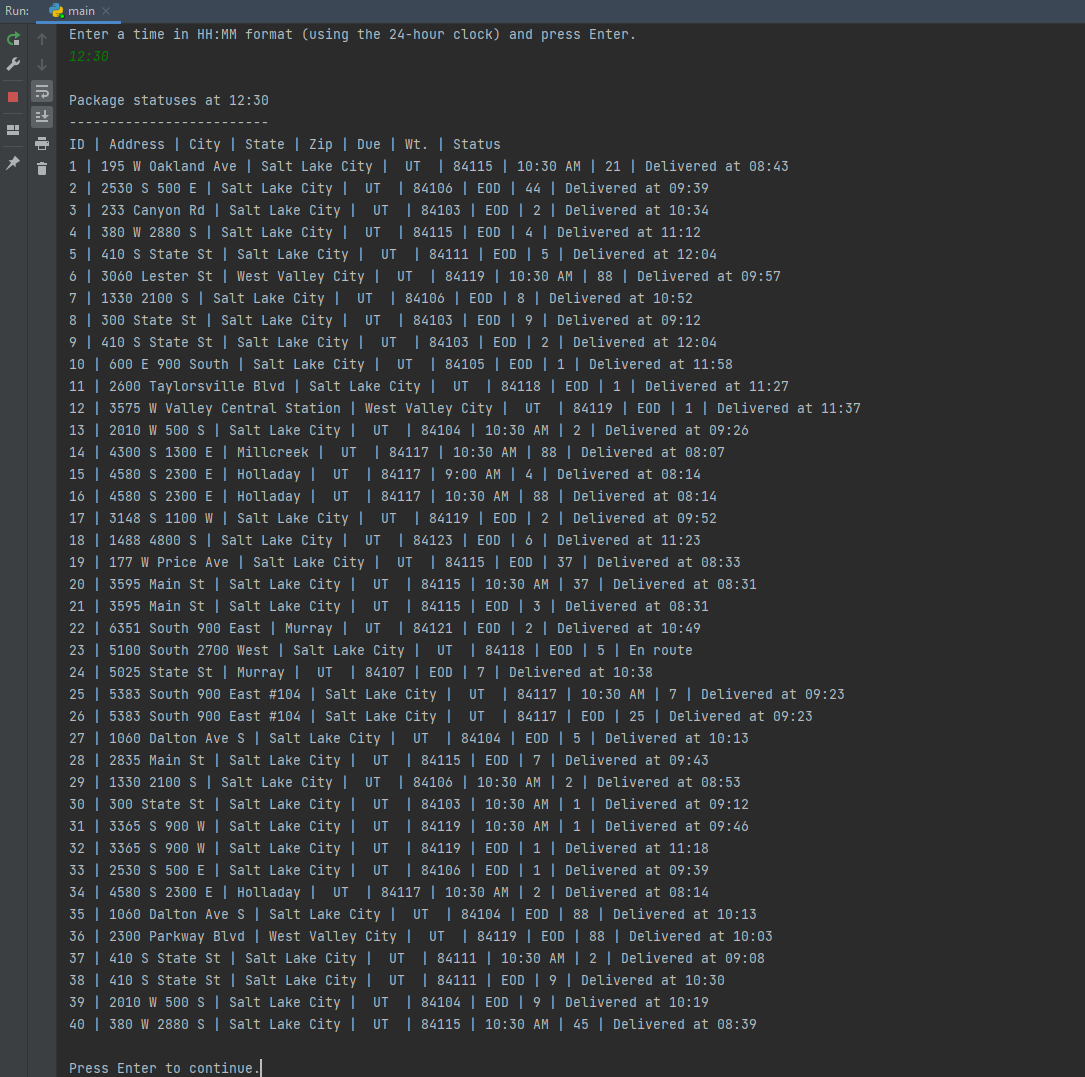 Run: main
Enter a time in HH:MM format (using the 24-hour clock) and press Enter.
12:30
Package statuses at 12:30
-------------------------
ID | Address | City | State | Zip | Due | Wt. | Status
1 | 195 W Oakland Ave | Salt Lake City |  UT  | 84115 | 10:30 AM | 21 | Delivered at 08:43
2 | 2530 S 500 E | Salt Lake City |  UT  | 84106 | EOD | 44 | Delivered at 09:39
3 | 233 Canyon Rd | Salt Lake City |  UT  | 84103 | EOD | 2 | Delivered at 10:34
4 | 380 W 2880 S | Salt Lake City |  UT  | 84115 | EOD | 4 | Delivered at 11:12
5 | 410 S State St | Salt Lake City |  UT  | 84111 | EOD | 5 | Delivered at 12:04
6 | 3060 Lester St | West Valley City |  UT  | 84119 | 10:30 AM | 88 | Delivered at 09:57
7 | 1330 2100 S | Salt Lake City |  UT  | 84106 | EOD | 8 | Delivered at 10:52
8 | 300 State St | Salt Lake City |  UT  | 84103 | EOD | 9 | Delivered at 09:12
9 | 410 S State St | Salt Lake City |  UT  | 84103 | EOD | 2 | Delivered at 12:04
10 | 600 E 900 South | Salt Lake City |  UT  | 84105 | EOD | 1 | Delivered at 11:58
11 | 2600 Taylorsville Blvd | Salt Lake City |  UT  | 84118 | EOD | 1 | Delivered at 11:27
12 | 3575 W Valley Central Station | West Valley City |  UT  | 84119 | EOD | 1 | Delivered at 11:37
13 | 2010 W 500 S | Salt Lake City |  UT  | 84104 | 10:30 AM | 2 | Delivered at 09:26
14 | 4300 S 1300 E | Millcreek |  UT  | 84117 | 10:30 AM | 88 | Delivered at 08:07
15 | 4580 S 2300 E | Holladay |  UT  | 84117 | 9:00 AM | 4 | Delivered at 08:14
16 | 4580 S 2300 E | Holladay |  UT  | 84117 | 10:30 AM | 88 | Delivered at 08:14
17 | 3148 S 1100 W | Salt Lake City |  UT  | 84119 | EOD | 2 | Delivered at 09:52
18 | 1488 4800 S | Salt Lake City |  UT  | 84123 | EOD | 6 | Delivered at 11:23
19 | 177 W Price Ave | Salt Lake City |  UT  | 84115 | EOD | 37 | Delivered at 08:33
20 | 3595 Main St | Salt Lake City |  UT  | 84115 | 10:30 AM | 37 | Delivered at 08:31
21 | 3595 Main St | Salt Lake City |  UT  | 84115 | EOD | 3 | Delivered at 08:31
22 | 6351 South 900 East | Murray |  UT  | 84121 | EOD | 2 | Delivered at 10:49
23 | 5100 South 2700 West | Salt Lake City |  UT  | 84118 | EOD | 5 | En route
24 | 5025 State St | Murray |  UT  | 84107 | EOD | 7 | Delivered at 10:38
25 | 5383 South 900 East #104 | Salt Lake City |  UT  | 84117 | 10:30 AM | 7 | Delivered at 09:23
26 | 5383 South 900 East #104 | Salt Lake City |  UT  | 84117 | EOD | 25 | Delivered at 09:23
27 | 1060 Dalton Ave S | Salt Lake City |  UT  | 84104 | EOD | 5 | Delivered at 10:13
28 | 2835 Main St | Salt Lake City |  UT  | 84115 | EOD | 7 | Delivered at 09:43
29 | 1330 2100 S | Salt Lake City |  UT  | 84106 | 10:30 AM | 2 | Delivered at 08:53
30 | 300 State St | Salt Lake City |  UT  | 84103 | 10:30 AM | 1 | Delivered at 09:12
31 | 3365 S 900 W | Salt Lake City |  UT  | 84119 | 10:30 AM | 1 | Delivered at 09:46
32 | 3365 S 900 W | Salt Lake City |  UT  | 84119 | EOD | 1 | Delivered at 11:18
33 | 2530 S 500 E | Salt Lake City |  UT  | 84106 | EOD | 1 | Delivered at 09:39
34 | 4580 S 2300 E | Holladay |  UT  | 84117 | 10:30 AM | 2 | Delivered at 08:14
35 | 1060 Dalton Ave S | Salt Lake City |  UT  | 84104 | EOD | 88 | Delivered at 10:13
36 | 2300 Parkway Blvd | West Valley City |  UT  | 84119 | EOD | 88 | Delivered at 10:03
37 | 410 S State St | Salt Lake City |  UT  | 84111 | 10:30 AM | 2 | Delivered at 09:08
38 | 410 S State St | Salt Lake City |  UT  | 84111 | EOD | 9 | Delivered at 10:30
39 | 2010 W 500 S | Salt Lake City |  UT  | 84104 | EOD | 9 | Delivered at 10:19
40 | 380 W 2880 S | Salt Lake City |  UT  | 84115 | 10:30 AM | 45 | Delivered at 08:39
Press Enter to continue.